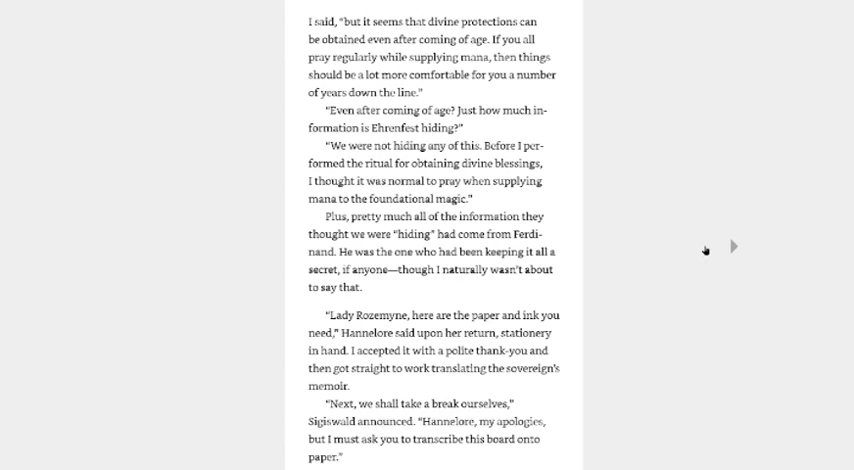 I said, “but it seems that divine protections can
be obtained even after coming of age. If you all
pray regularly while supplying mana, then things
should be a lot more comfortable for you a number
of years down the line.”
“Even after coming of age? Just how much in-
formation is Ehrenfest hiding?”
“We were not hiding any of this. Before I per-
formed the ritual for obtaining divine blessings,
I thought it was normal to pray when supplying
mana to the foundational magic.”
Plus, pretty much all of the information they
thought we were “hiding” had come from Ferdi-
nand. He was the one who had been keeping it all a
secret, if anyone—though I naturally wasn’t about
to say that.
“Lady Rozemyne, here are the paper and ink you
need,” Hannelore said upon her return, stationery
in hand. I accepted it with a polite thank-you and
then got straight to work translating the sovereign’s
memoir.
“Next, we shall take a break ourselves,”
Sigiswald announced. “Hannelore, my apologies,
but I must ask you to transcribe this board onto
paper.”